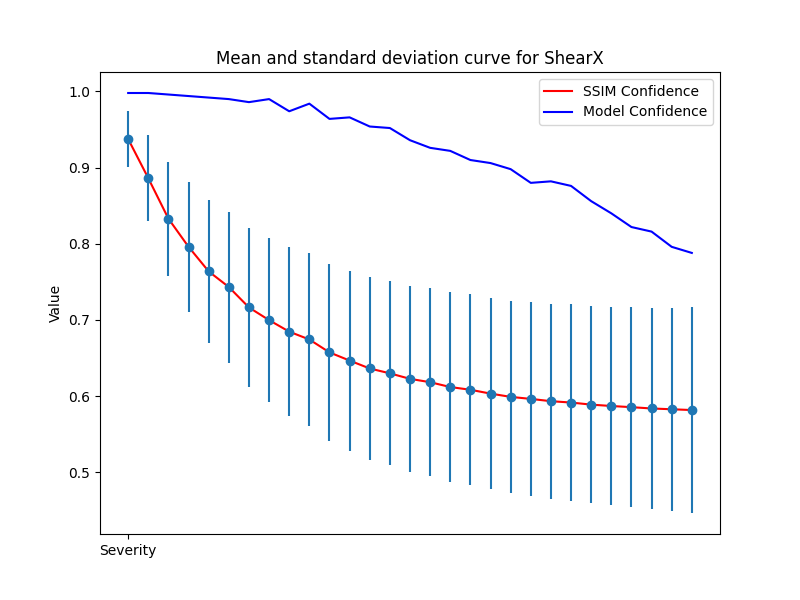 Mean and standard deviation curve for ShearX
SSIM Confidence
Model Confidence
1.0
0.9
0.8
0.7
0.6
0.5
Value
Severity